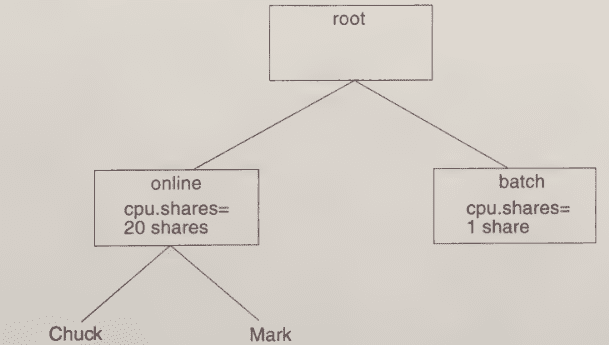 root
online
cpu.shares=
20 shares
batch
cpu.shares=
1 share
Chuck
Mark